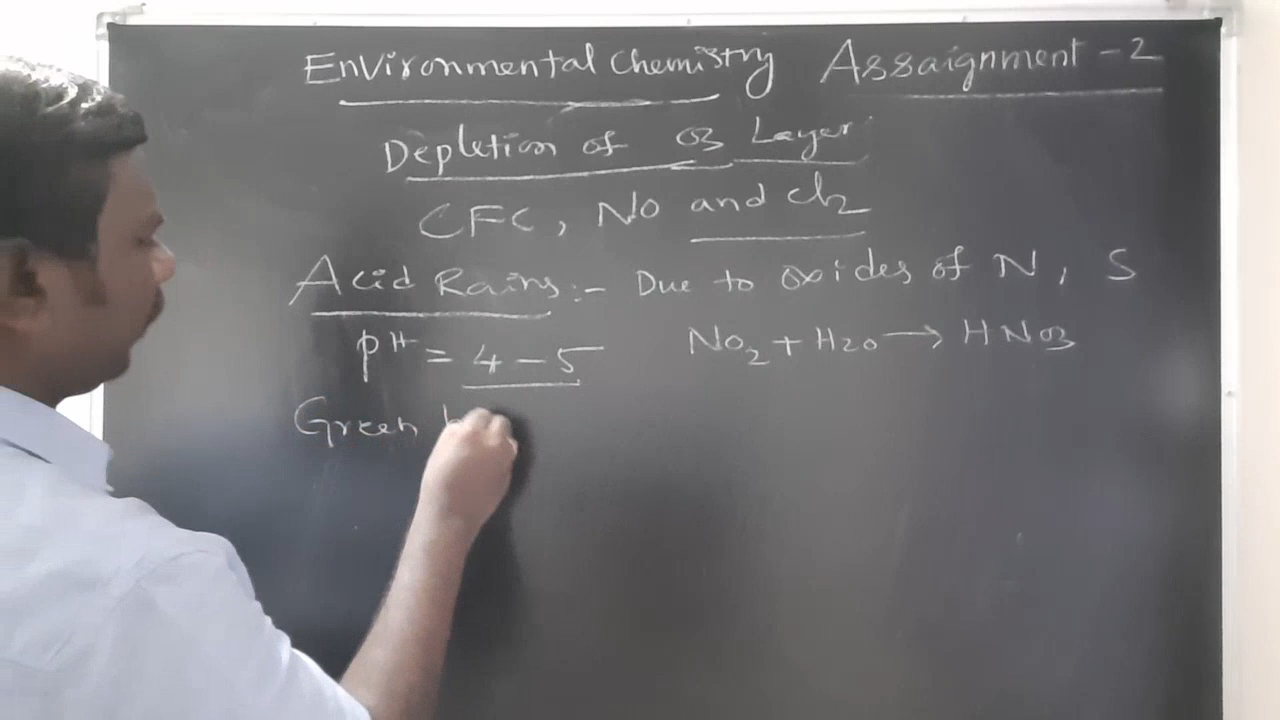 Environmental Chemistry Assaignment - 2
Depletion of O3 Layer
CFC, NO and Cl2
Acid Rains :- Due to oxides of N, S
pH = 4 - 5 NO2 + H2O → HNO3
Green h